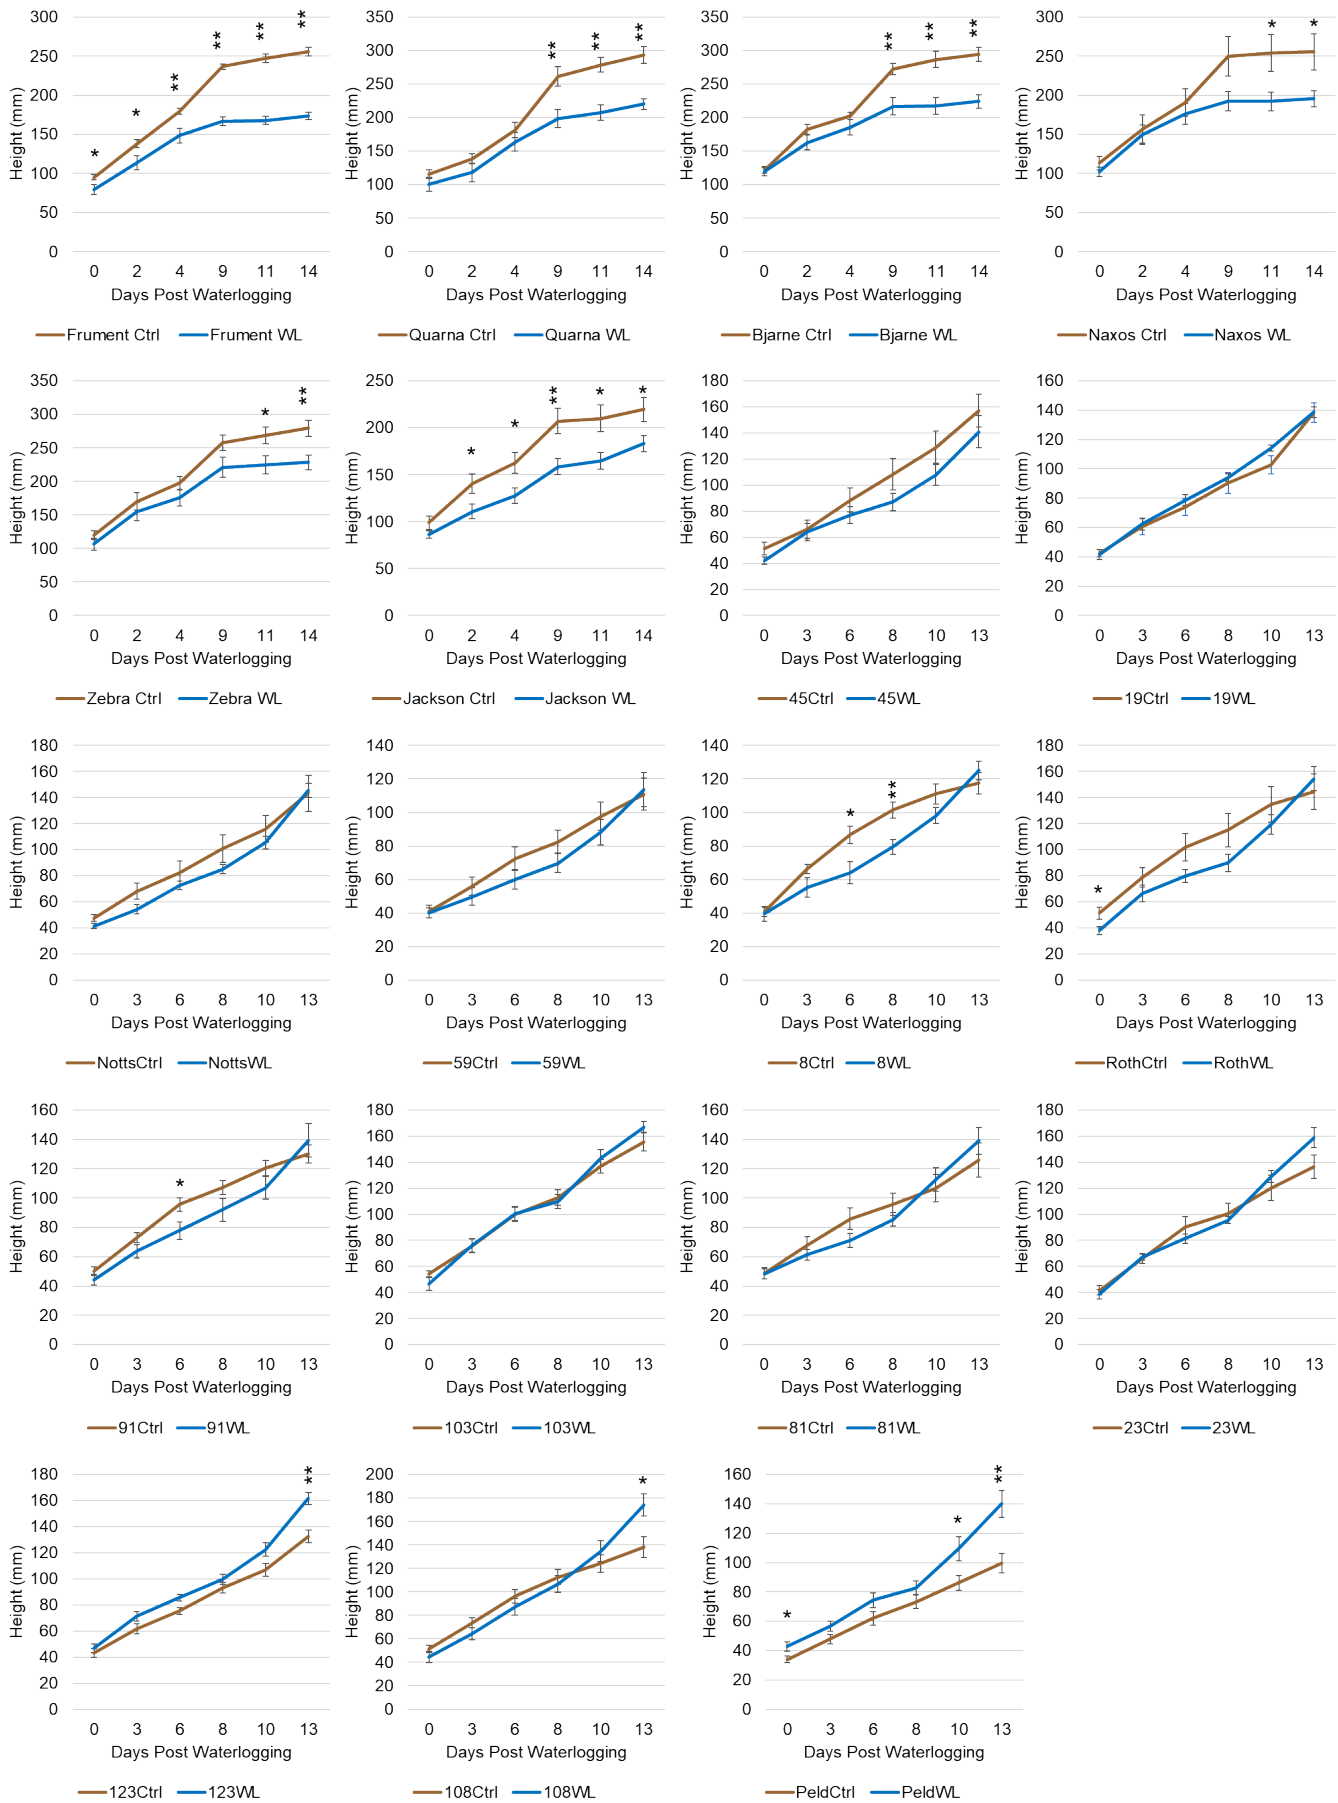 Height (mm)
300
250
200
150
100
50
0
* * ** ** ** **
0 2 4 9 11 14
Days Post Waterlogging
Frument Ctrl Frument WL
Height (mm)
350
300
250
200
150
100
50
0
** ** **
0 2 4 9 11 14
Days Post Waterlogging
Quarna Ctrl Quarna WL
Height (mm)
350
300
250
200
150
100
50
0
** ** **
0 2 4 9 11 14
Days Post Waterlogging
Bjarne Ctrl Bjarne WL
Height (mm)
300
250
200
150
100
50
0
* *
0 2 4 9 11 14
Days Post Waterlogging
Naxos Ctrl Naxos WL
Height (mm)
350
300
250
200
150
100
50
0
* **
0 2 4 9 11 14
Days Post Waterlogging
Zebra Ctrl Zebra WL
Height (mm)
250
200
150
100
50
0
* * ** * *
0 2 4 9 11 14
Days Post Waterlogging
Jackson Ctrl Jackson WL
Height (mm)
180
160
140
120
100
80
60
40
20
0
0 3 6 8 10 13
Days Post Waterlogging
45Ctrl 45WL
Height (mm)
160
140
120
100
80
60
40
20
0
0 3 6 8 10 13
Days Post Waterlogging
19Ctrl 19WL
Height (mm)
180
160
140
120
100
80
60
40
20
0
0 3 6 8 10 13
Days Post Waterlogging
NottsCtrl NottsWL
Height (mm)
140
120
100
80
60
40
20
0
0 3 6 8 10 13
Days Post Waterlogging
59Ctrl 59WL
Height (mm)
140
120
100
80
60
40
20
0
* **
0 3 6 8 10 13
Days Post Waterlogging
8Ctrl 8WL
Height (mm)
180
160
140
120
100
80
60
40
20
0
*
0 3 6 8 10 13
Days Post Waterlogging
RothCtrl RothWL
Height (mm)
160
140
120
100
80
60
40
20
0
*
0 3 6 8 10 13
Days Post Waterlogging
91Ctrl 91WL
Height (mm)
180
160
140
120
100
80
60
40
20
0
0 3 6 8 10 13
Days Post Waterlogging
103Ctrl 103WL
Height (mm)
160
140
120
100
80
60
40
20
0
0 3 6 8 10 13
Days Post Waterlogging
81Ctrl 81WL
Height (mm)
180
160
140
120
100
80
60
40
20
0
0 3 6 8 10 13
Days Post Waterlogging
23Ctrl 23WL
Height (mm)
180
160
140
120
100
80
60
40
20
0
**
0 3 6 8 10 13
Days Post Waterlogging
123Ctrl 123WL
Height (mm)
200
180
160
140
120
100
80
60
40
20
0
*
0 3 6 8 10 13
Days Post Waterlogging
108Ctrl 108WL
Height (mm)
160
140
120
100
80
60
40
20
0
* * **
0 3 6 8 10 13
Days Post Waterlogging
PeldCtrl PeldWL